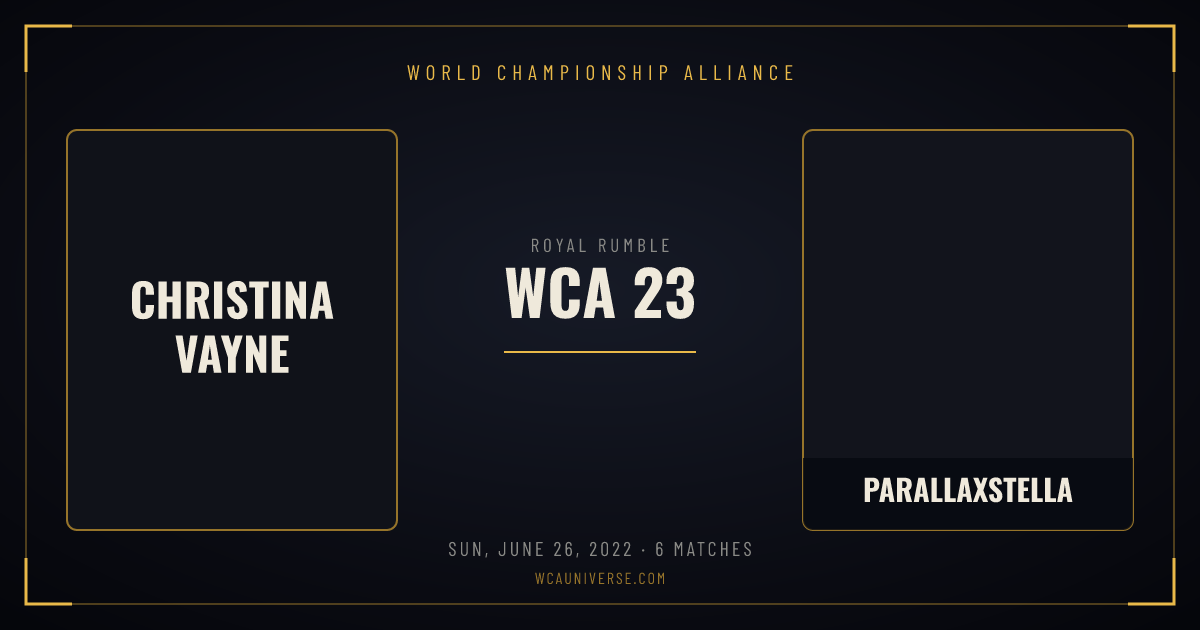 WORLD CHAMPIONSHIP ALLIANCE
CHRISTINA
VAYNE
ROYAL RUMBLE
WCA 23
PARALLAXSTELLA
SUN, JUNE 26, 2022 · 6 MATCHES
WCAUNIVERSE.COM